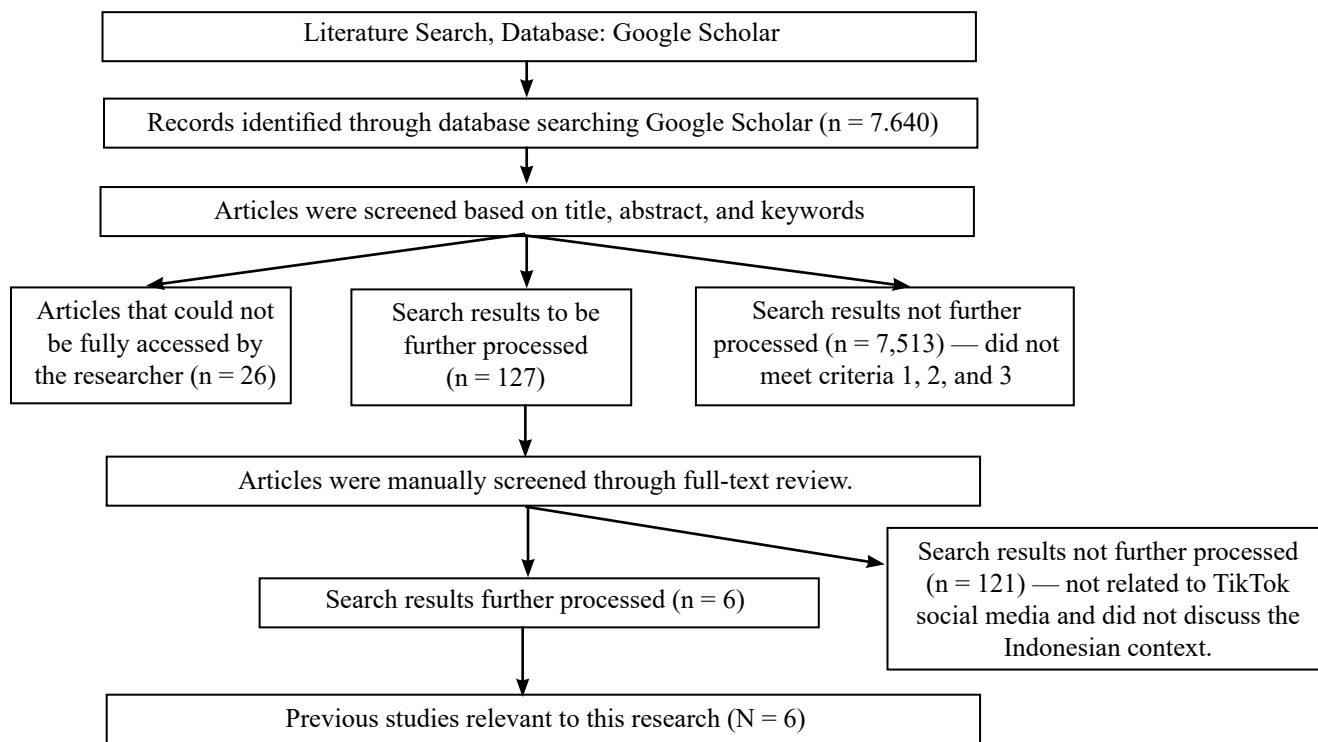 Literature Search, Database: Google Scholar
Records identified through database searching Google Scholar (n = 7.640)
Articles were screened based on title, abstract, and keywords
Articles that could not
be fully accessed by
the researcher (n = 26)
Search results to be
further processed
(n = 127)
Search results not further
processed (n = 7,513) — did not
meet criteria 1, 2, and 3
Articles were manually screened through full-text review.
Search results further processed (n = 6)
Search results not further processed
(n = 121) — not related to TikTok
social media and did not discuss the
Indonesian context.
Previous studies relevant to this research (N = 6)